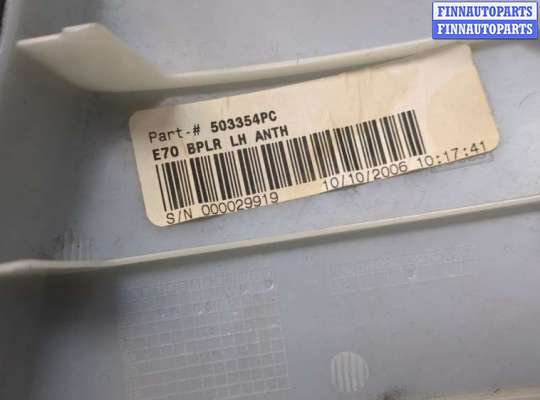 FINNAUTOPARTS
FINNAUTOPARTS
Part-# 503354PC
E70 BPLR LH ANTH
S/N 000029919
10/10/2006 10:17:41